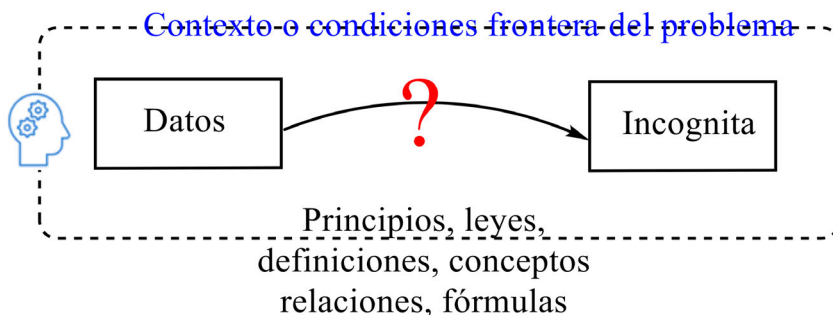 Contexto o condiciones frontera del problema
Datos
?
Incognita
Principios, leyes,
definiciones, conceptos
relaciones, fórmulas